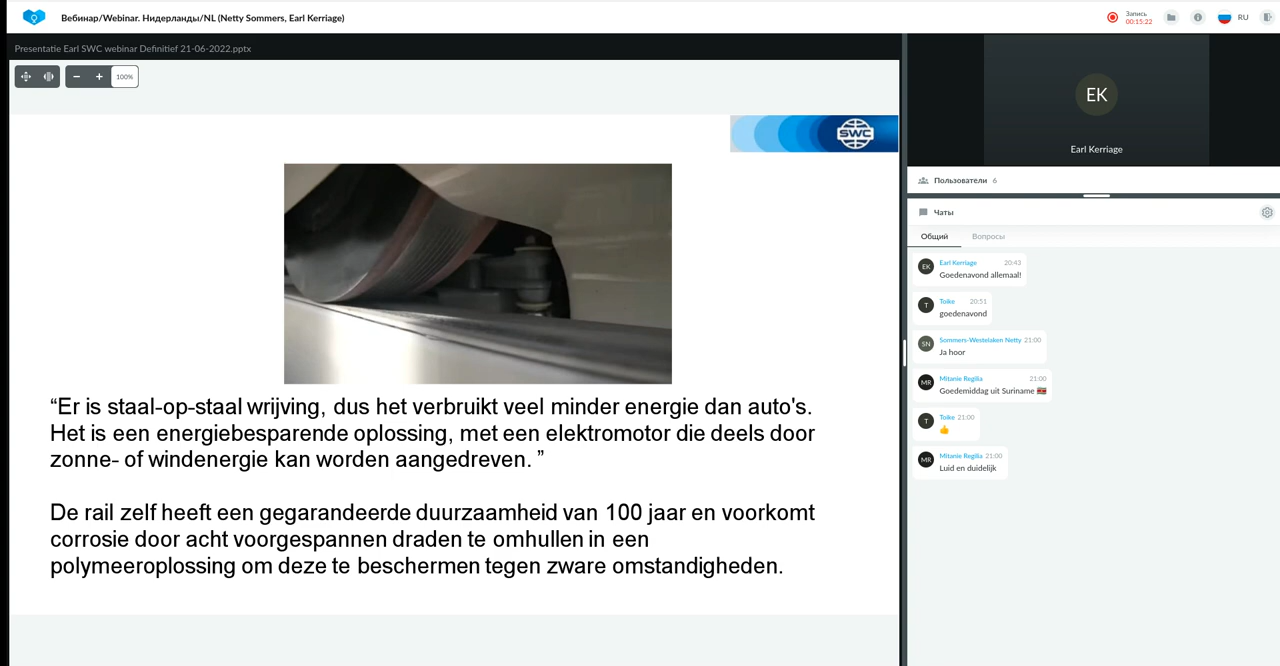 Вебинар/Webinar. Нидерланды/NL (Netty Sommers, Earl Kerriage)
Запись
00:15:22
RU
Presentatie Earl SWC webinar Definitief 21-06-2022.pptx
100%
SWC
“Er is staal-op-staal wrijving, dus het verbruikt veel minder energie dan auto's.
Het is een energiebesparende oplossing, met een elektromotor die deels door
zonne- of windenergie kan worden aangedreven. ”
De rail zelf heeft een gegarandeerde duurzaamheid van 100 jaar en voorkomt
corrosie door acht voorgespannen draden te omhullen in een
polymeeroplossing om deze te beschermen tegen zware omstandigheden.
EK
Earl Kerriage
Пользователи 6
Чаты
Общий Вопросы
EK Earl Kerriage 20:43
Goedenavond allemaal!
T Toike 20:51
goedenavond
SN Sommers-Westelaken Netty 21:00
Ja hoor
MR Mitanie Regilia 21:00
Goedemiddag uit Suriname 🇸🇷
T Toike 21:00
👍
MR Mitanie Regilia 21:00
Luid en duidelijk